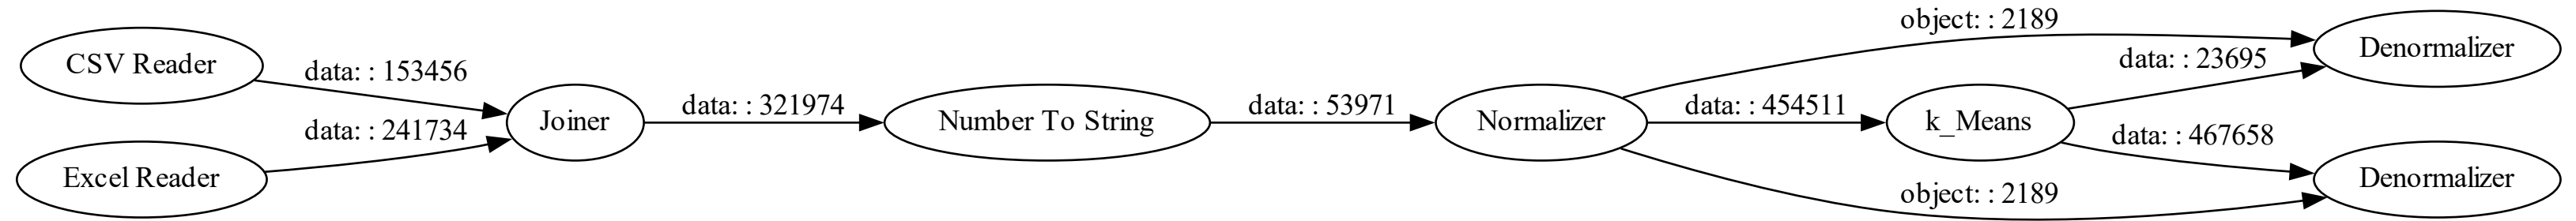 CSV Reader
data: : 153456
Excel Reader
data: : 241734
Joiner
data: : 321974
Number To String
data: : 53971
Normalizer
object: : 2189
data: : 454511
object: : 2189
k_Means
data: : 23695
data: : 467658
Denormalizer
Denormalizer